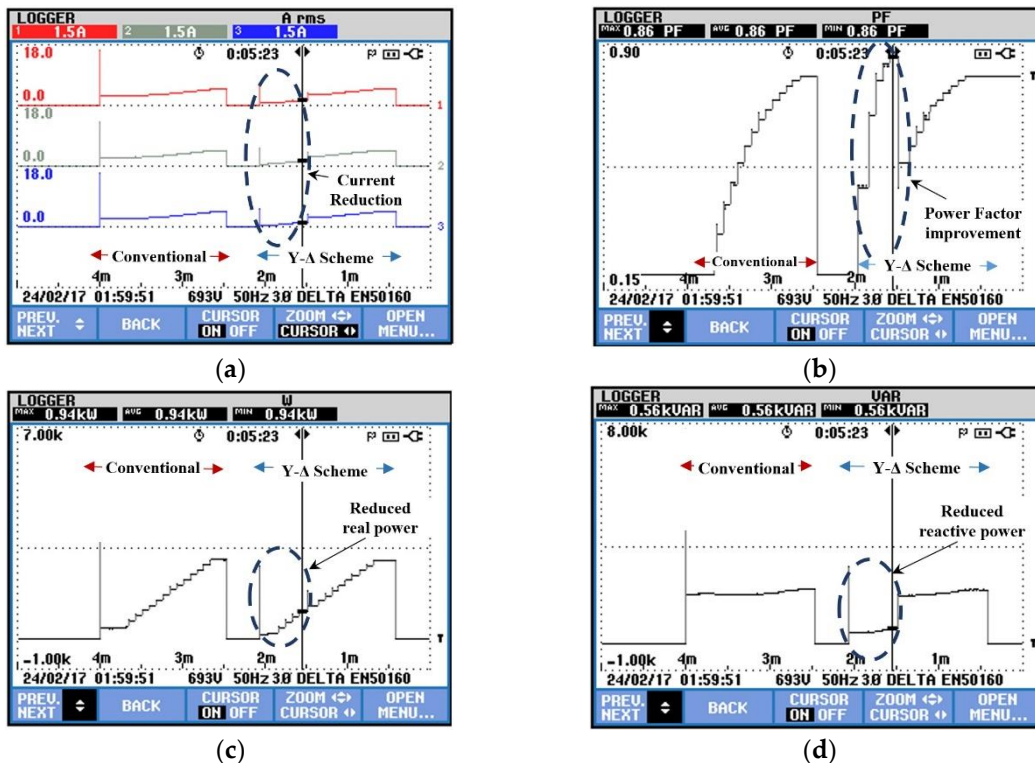 LOGGER A rms
1 1.5A 2 1.5A 3 1.5A
18.0 0:05:23
0.0 1
18.0
0.0 2
18.0
Current
Reduction
0.0 3
Conventional Y-Δ Scheme
4m 3m 2m 1m
24/02/17 01:59:51 693V 50Hz 3Ø DELTA EN50160
PREV. NEXT BACK CURSOR ON OFF ZOOM CURSOR OPEN MENU...
(a)
LOGGER PF
MAX 0.86 PF AVG 0.86 PF MIN 0.86 PF
0.90 0:05:23
T
Power Factor
improvement
Conventional Y-Δ Scheme
0.15 4m 3m 2m 1m
24/02/17 01:59:51 693V 50Hz 3Ø DELTA EN50160
PREV. NEXT BACK CURSOR ON OFF ZOOM CURSOR OPEN MENU...
(b)
LOGGER W
MAX 0.94kW AVG 0.94kW MIN 0.94kW
7.00k 0:05:23
Conventional Y-Δ Scheme
Reduced
real power
T
-1.00k 4m 3m 2m 1m
24/02/17 01:59:51 693V 50Hz 3Ø DELTA EN50160
PREV. NEXT BACK CURSOR ON OFF ZOOM CURSOR OPEN MENU...
(c)
LOGGER VAR
MAX 0.56kVAR AVG 0.56kVAR MIN 0.56kVAR
8.00k 0:05:23
Conventional Y-Δ Scheme
Reduced
reactive power
T
-1.00k 4m 3m 2m 1m
24/02/17 01:59:51 693V 50Hz 3Ø DELTA EN50160
PREV. NEXT BACK CURSOR ON OFF ZOOM CURSOR OPEN MENU...
(d)